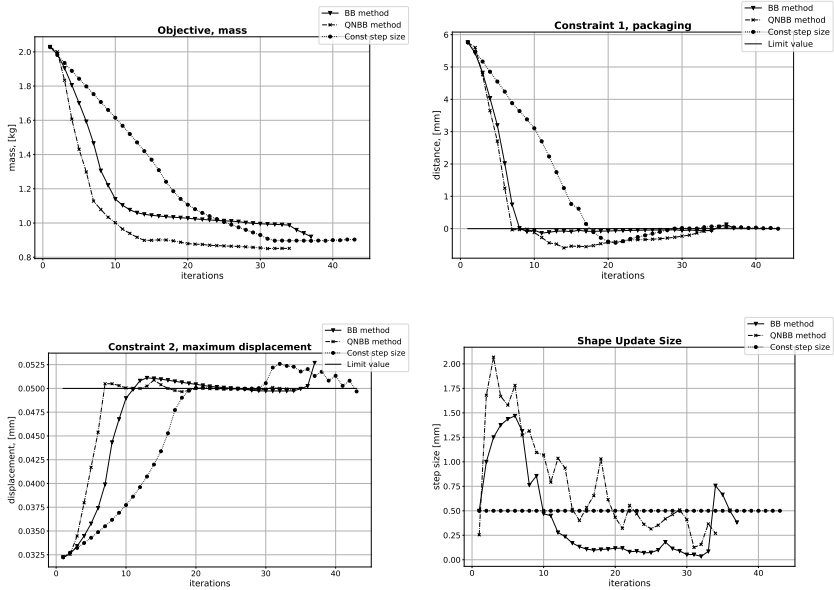 Objective, mass
BB method
QNBB method
Const step size
mass, [kg]
2.0
1.8
1.6
1.4
1.2
1.0
0.8
0
10
20
30
40
iterations
Constraint 1, packaging
BB method
QNBB method
Const step size
Limit value
distance, [mm]
6
5
4
3
2
1
0
0
10
20
30
40
iterations
Constraint 2, maximum displacement
BB method
QNBB method
Const step size
Limit value
displacement, [mm]
0.0525
0.0500
0.0475
0.0450
0.0425
0.0400
0.0375
0.0350
0.0325
0
10
20
30
40
iterations
Shape Update Size
BB method
QNBB method
Const step size
step size [mm]
2.00
1.75
1.50
1.25
1.00
0.75
0.50
0.25
0.00
0
10
20
30
40
iterations